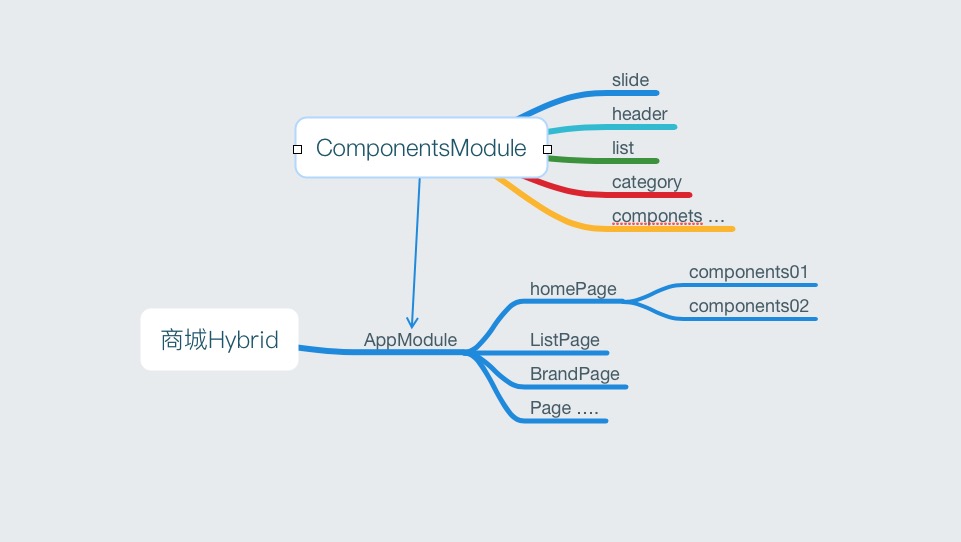 slide
header
ComponentsModule
list
category
componets ...
components01
homePage
components02
商城Hybrid
AppModule
ListPage
BrandPage
Page ....